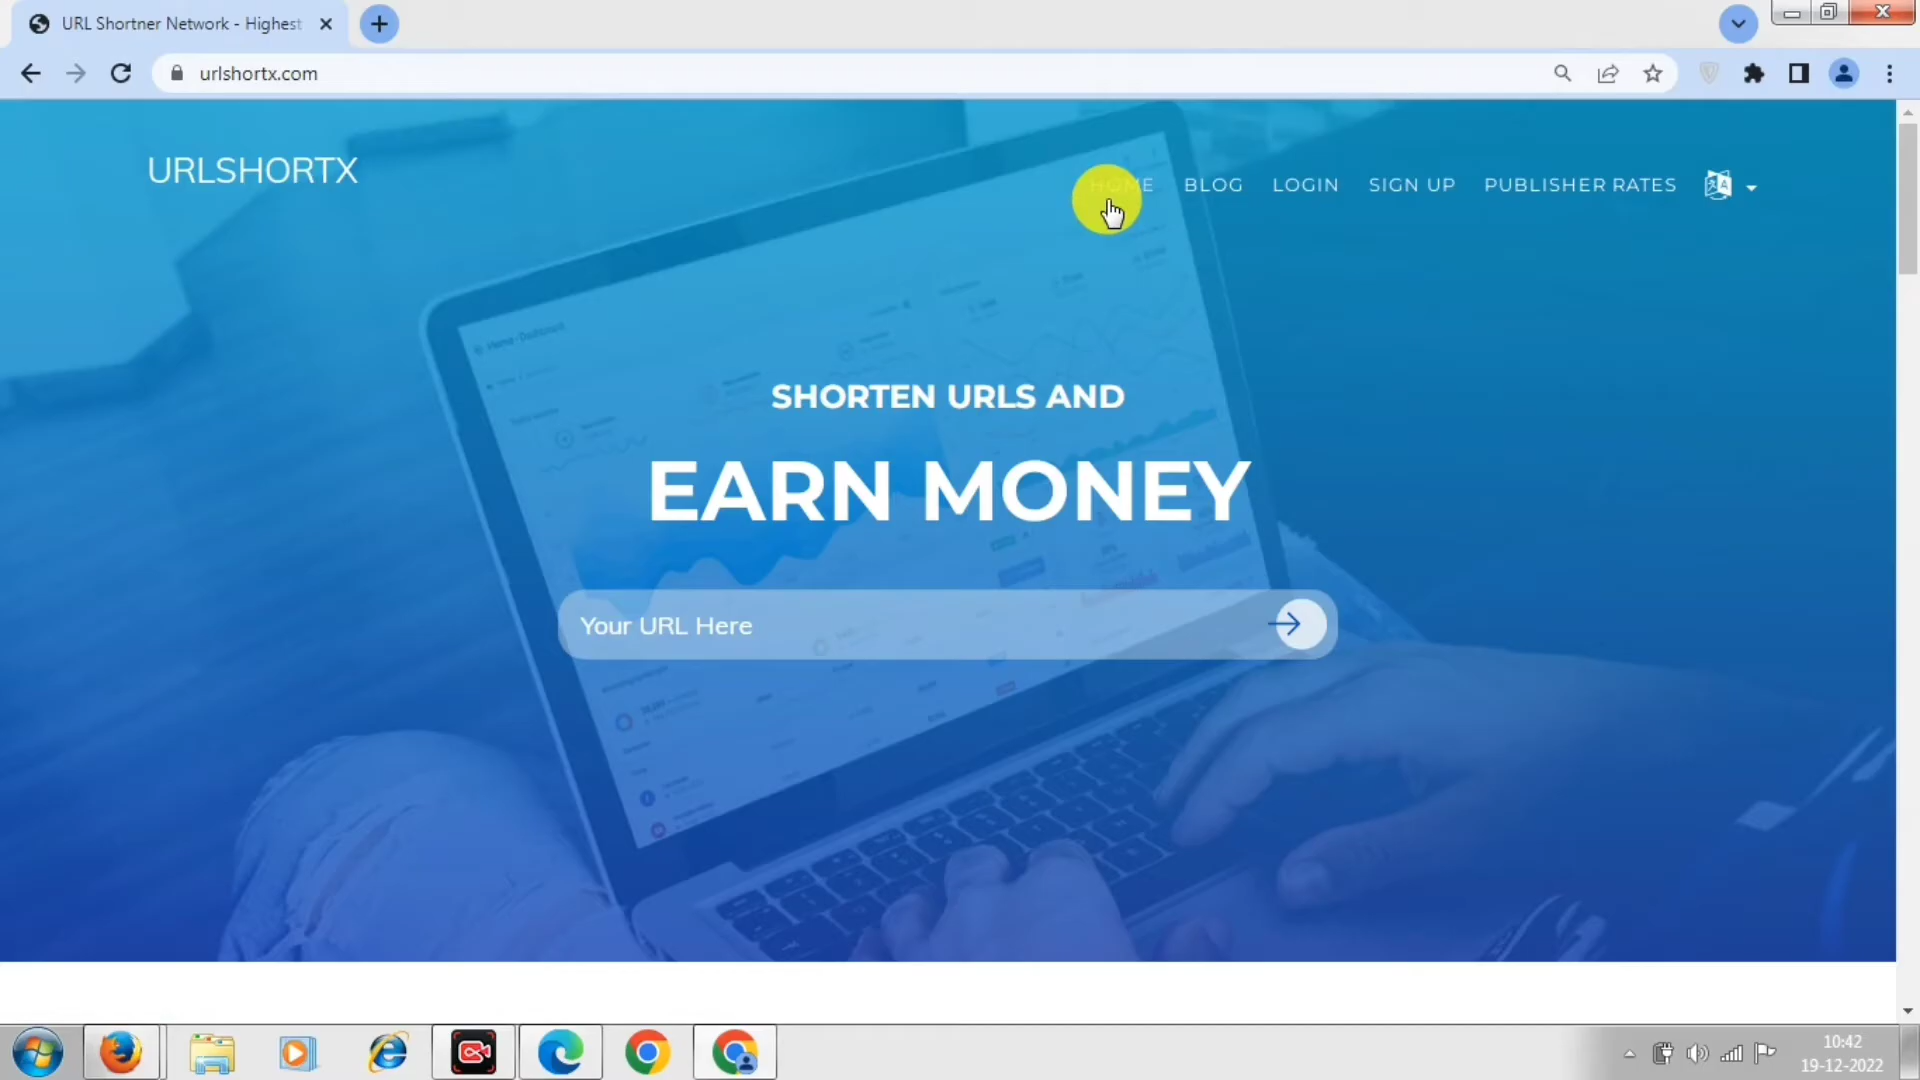 URL Shortner Network - Highest
urlshortx.com
URLSHORTX
HOME
BLOG
LOGIN
SIGN UP
PUBLISHER RATES
SHORTEN URLS AND
EARN MONEY
Your URL Here
10:42
19-12-2022